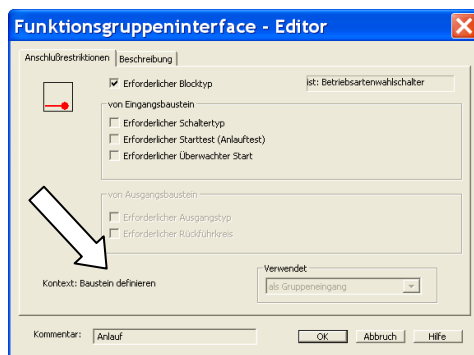 Funktionsgruppeninterface - Editor
Anschlußrestriktionen Beschreibung
Erforderlicher Blocktyp ist: Betriebsartenwahlschalter
von Eingangsbaustein
Erforderlicher Schaltertyp
Erforderlicher Starttest (Anlauftest)
Erforderlicher Überwachter Start
von Ausgangsbaustein
Erforderlicher Ausgangstyp
Erforderlicher Rückführkreis
Verwendet
Kontext: Baustein definieren als Gruppeneingang
Kommentar: Anlauf OK Abbruch Hilfe